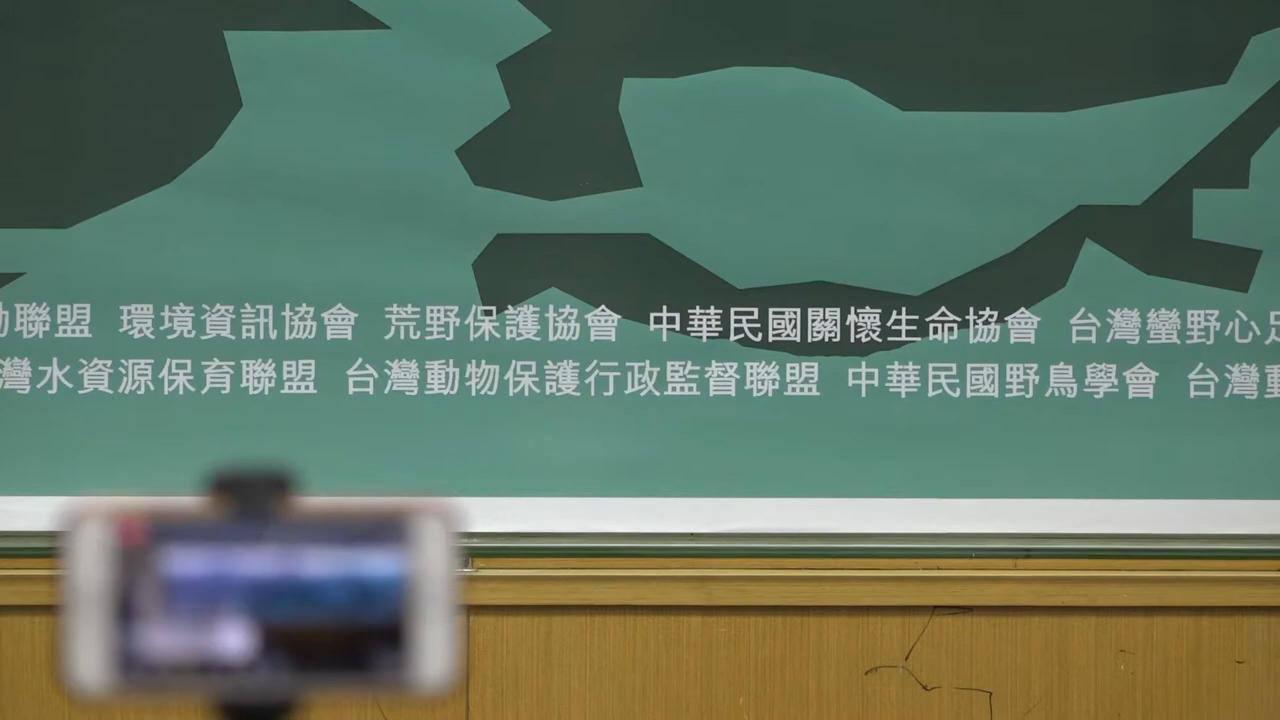 聯盟 環境資訊協會 荒野保護協會 中華民國關懷生命協會 台灣蠻野心足
灣水資源保育聯盟 台灣動物保護行政監督聯盟 中華民國野鳥學會 台灣動